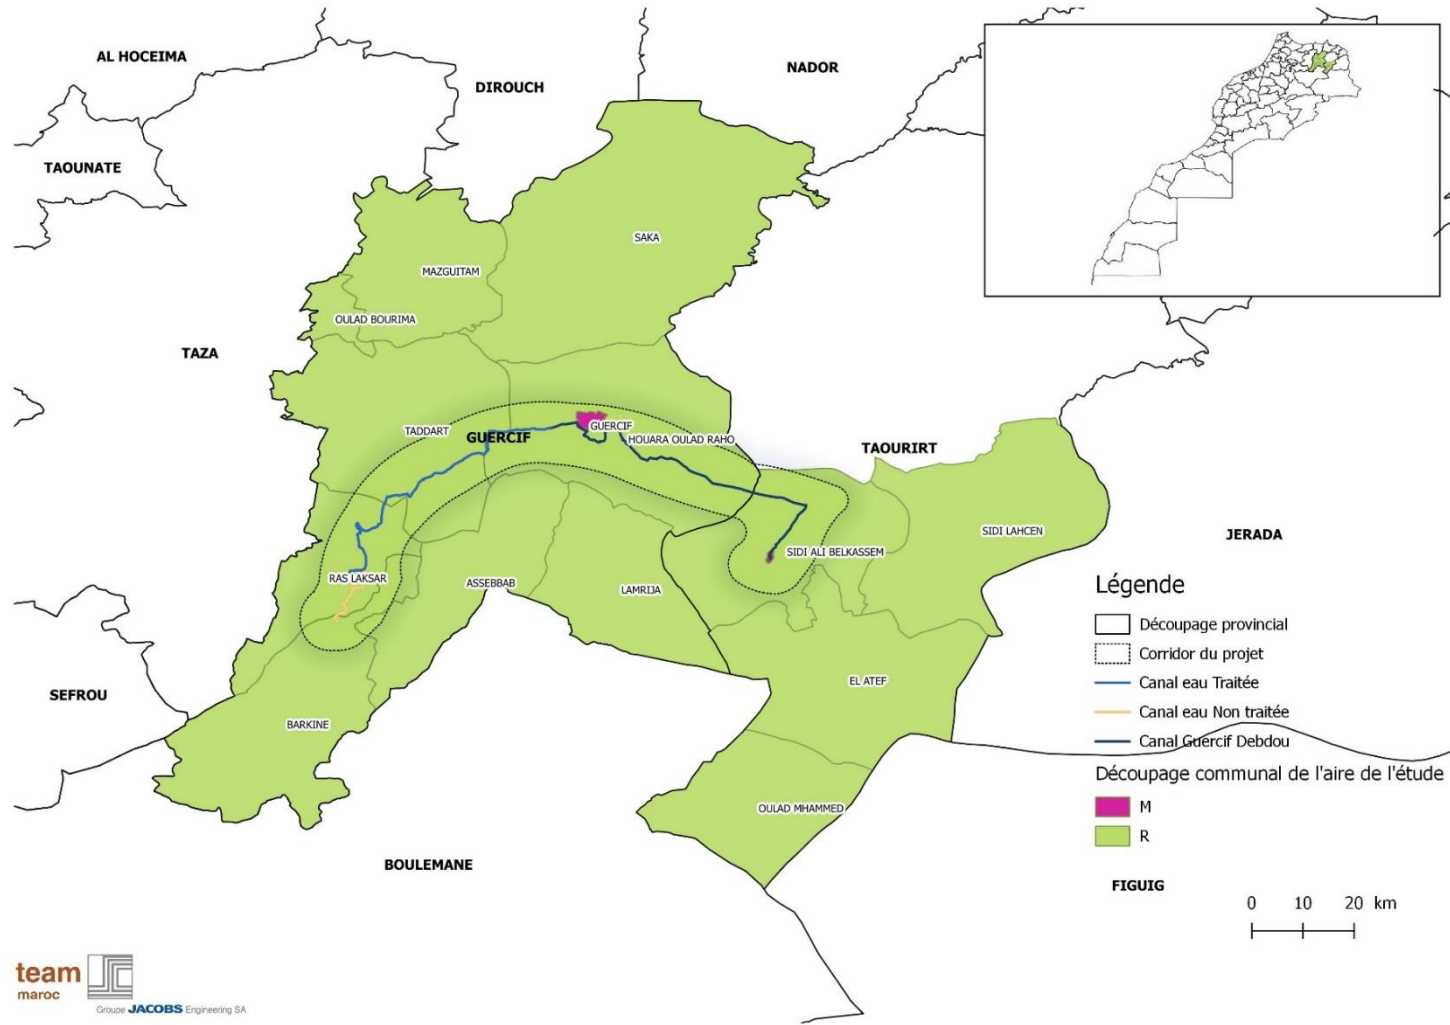 AL HOCEIMA
DIROUCH
NADOR
TAOUNATE
SAKA
MAZGUITAM
OULAD BOURIMA
TAZA
TADDART
GUERCIF
GUERCIF
HOUARA OULAD RAHO
TAOURIRT
SIDI LAHCEN
JERADA
SIDI ALI BELKASSEM
RAS LAKSAR
ASSEBBAB
LAMRIJA
SEFROU
EL ATEF
BARKINE
OULAD MHAMMED
BOULEMANE
FIGUIG
Légende
Découpage provincial
Corridor du projet
Canal eau Traitée
Canal eau Non traitée
Canal Guercif Debdou
Découpage communal de l'aire de l'étude
M
R
0 10 20 km
team
maroc
Groupe JACOBS Engineering SA